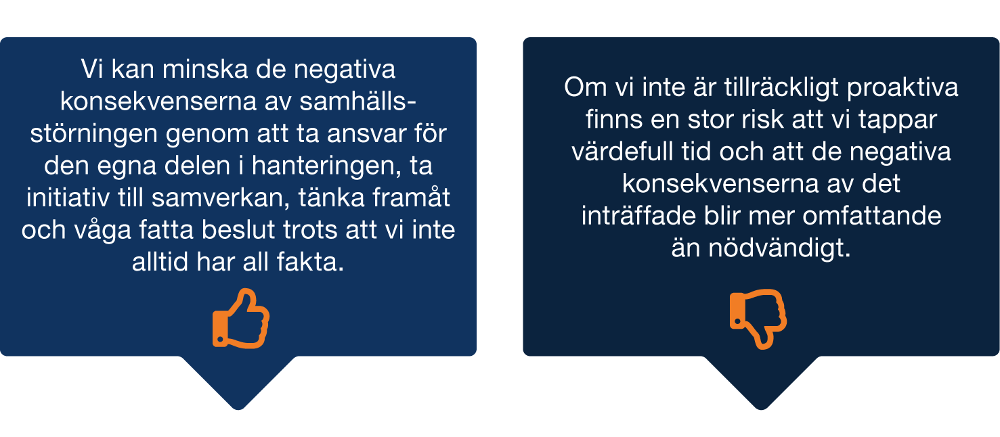 Vi kan minska de negativa
konsekvenserna av samhälls-
störningen genom att ta ansvar för
den egna delen i hanteringen, ta
initiativ till samverkan, tänka framåt
och våga fatta beslut trots att vi inte
alltid har all fakta.
Om vi inte är tillräckligt proaktiva
finns en stor risk att vi tappar
värdefull tid och att de negativa
konsekvenserna av det
inträffade blir mer omfattande
än nödvändigt.